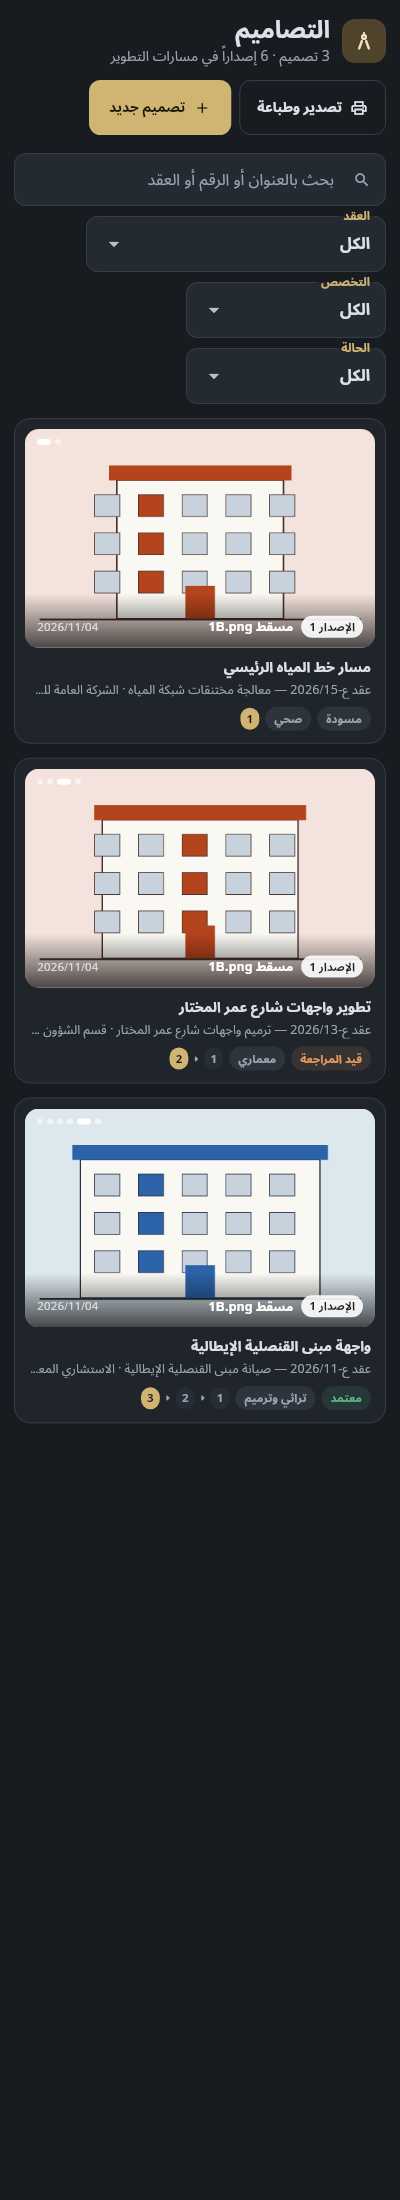 التصاميم
3 تصميم · 6 إصداراً في مسارات التطوير
تصدير وطباعة
تصميم جديد
بحث بالعنوان أو الرقم أو العقد
العقد
الكل
التخصص
الكل
الحالة
الكل
الإصدار 1 مسقط 1B.png 2026/11/04
مسار خط المياه الرئيسي
عقد ع-2026/15 — معالجة مختنقات شبكة المياه · الشركة العامة للـ...
مسودة صحي 1
الإصدار 1 مسقط 1B.png 2026/11/04
تطوير واجهات شارع عمر المختار
عقد ع-2026/13 — ترميم واجهات شارع عمر المختار · قسم الشؤون ...
قيد المراجعة معماري 1 2
الإصدار 1 مسقط 1B.png 2026/11/04
واجهة مبنى القنصلية الإيطالية
عقد ع-2026/11 — صيانة مبنى القنصلية الإيطالية · الاستشاري المعـ...
معتمد تراثي وترميم 1 2 3